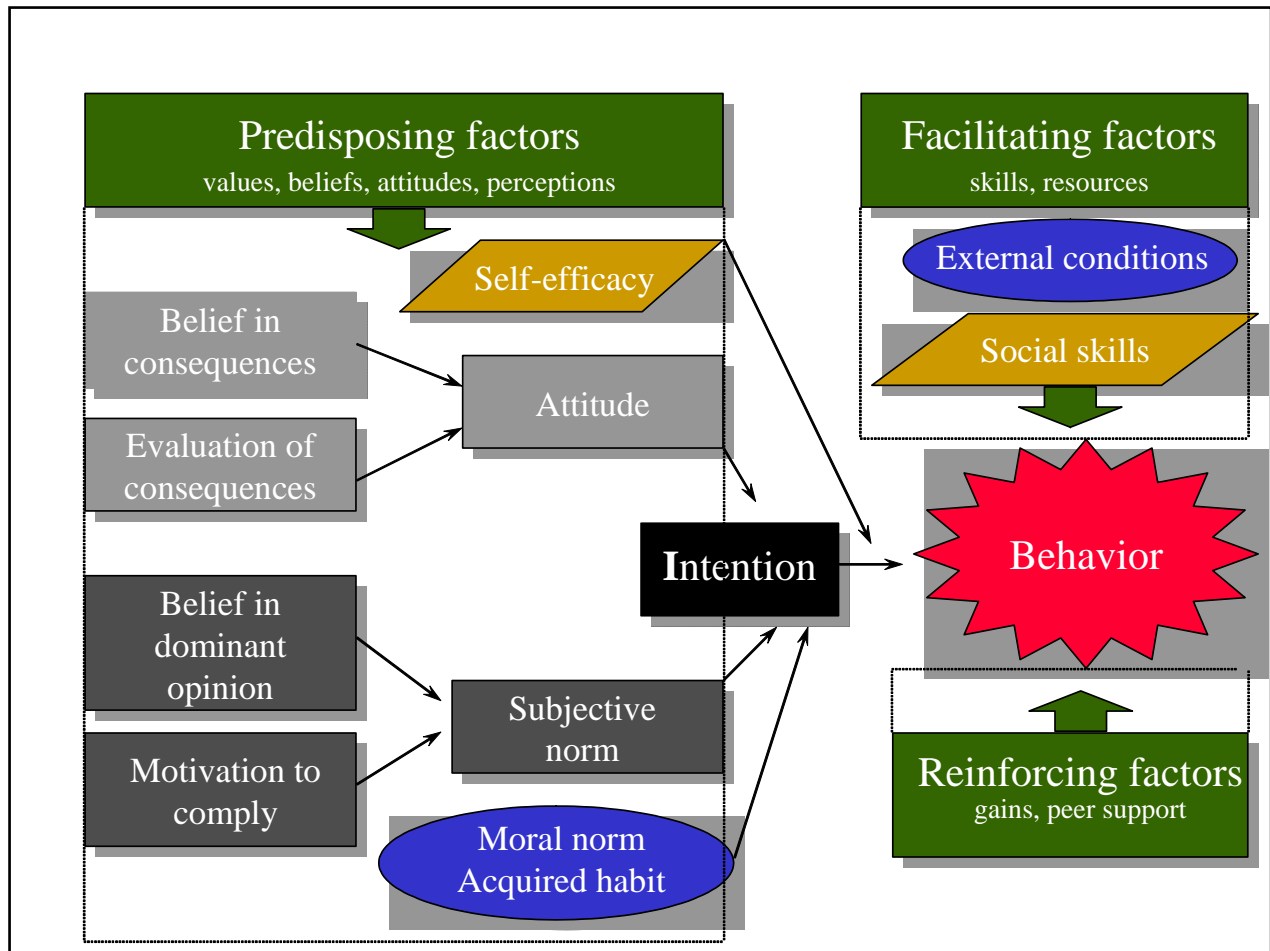 Predisposing factors
values, beliefs, attitudes, perceptions
Self-efficacy
Belief in
consequences
Attitude
Evaluation of
consequences
Intention
Belief in
dominant
opinion
Subjective
norm
Motivation to
comply
Moral norm
Acquired habit
Facilitating factors
skills, resources
External conditions
Social skills
Behavior
Reinforcing factors
gains, peer support